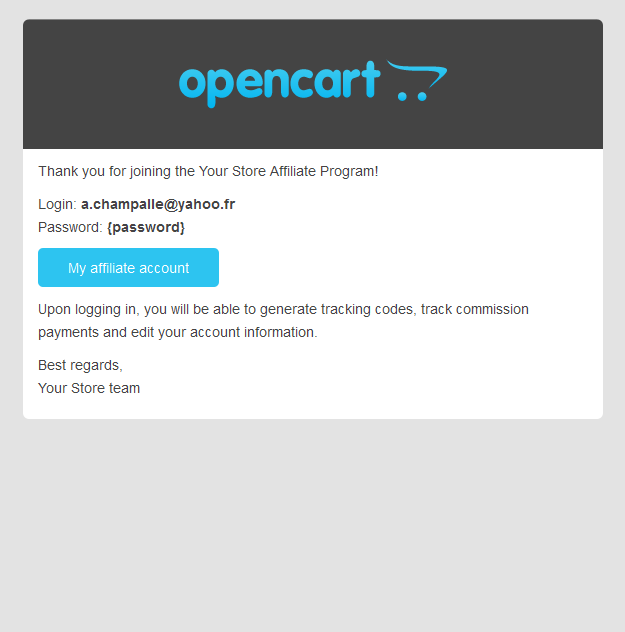 opencart
Thank you for joining the Your Store Affiliate Program!
Login: a.champalle@yahoo.fr
Password: {password}
My affiliate account
Upon logging in, you will be able to generate tracking codes, track commission
payments and edit your account information.
Best regards,
Your Store team